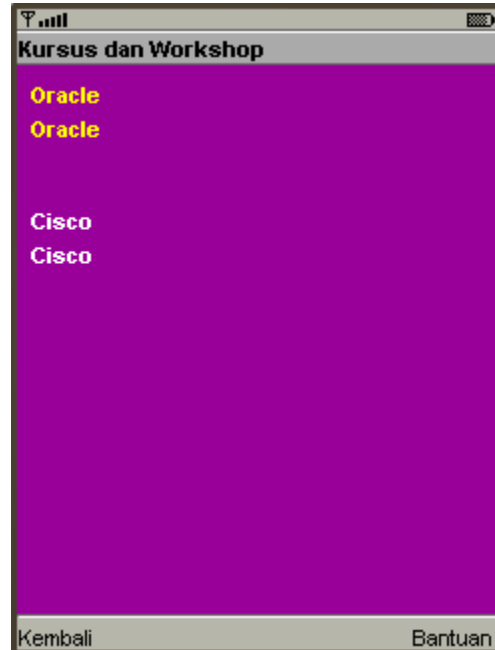 Kursus dan Workshop
Oracle
Oracle
Cisco
Cisco
Kembali Bantuan